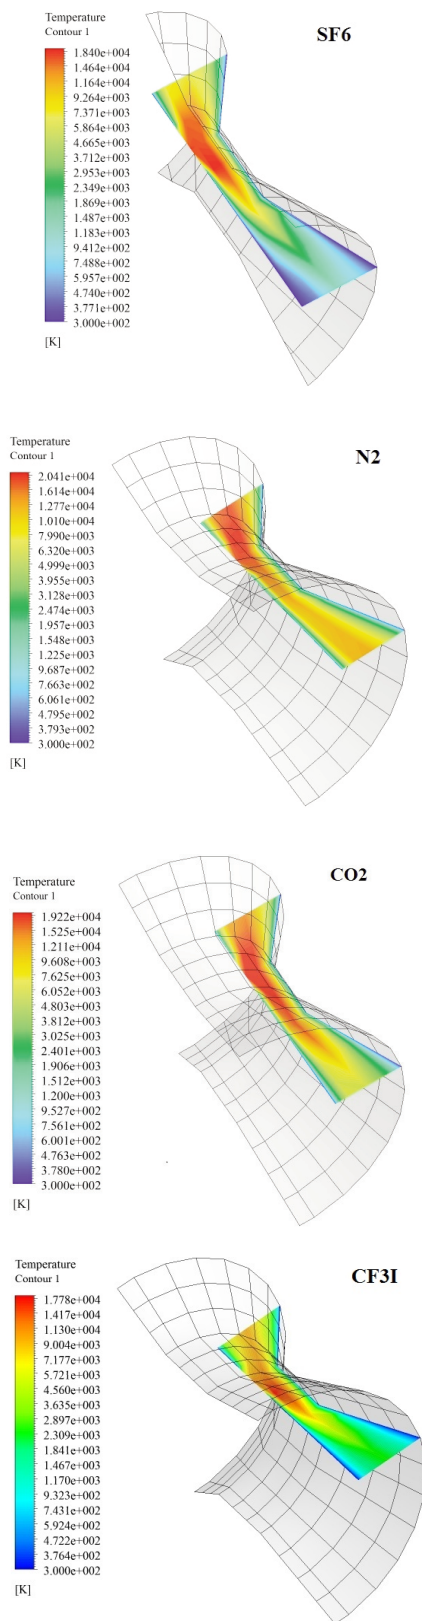 SF6
Temperature
Contour 1
1.840e+004
1.464e+004
1.164e+004
9.264e+003
7.371e+003
5.864e+003
4.665e+003
3.712e+003
2.953e+003
2.349e+003
1.869e+003
1.487e+003
1.183e+003
9.412e+002
7.488e+002
5.957e+002
4.740e+002
3.771e+002
3.000e+002
[K]
N2
Temperature
Contour 1
2.041e+004
1.614e+004
1.277e+004
1.010e+004
7.990e+003
6.320e+003
4.999e+003
3.955e+003
3.128e+003
2.474e+003
1.957e+003
1.548e+003
1.225e+003
9.687e+002
7.663e+002
6.061e+002
4.795e+002
3.793e+002
3.000e+002
[K]
CO2
Temperature
Contour 1
1.922e+004
1.525e+004
1.211e+004
9.608e+003
7.625e+003
6.052e+003
4.803e+003
3.812e+003
3.025e+003
2.401e+003
1.906e+003
1.512e+003
1.200e+003
9.527e+002
7.561e+002
6.001e+002
4.763e+002
3.780e+002
3.000e+002
[K]
CF3I
Temperature
Contour 1
1.778e+004
1.417e+004
1.130e+004
9.004e+003
7.177e+003
5.721e+003
4.560e+003
3.635e+003
2.897e+003
2.309e+003
1.841e+003
1.467e+003
1.170e+003
9.323e+002
7.431e+002
5.924e+002
4.722e+002
3.764e+002
3.000e+002
[K]